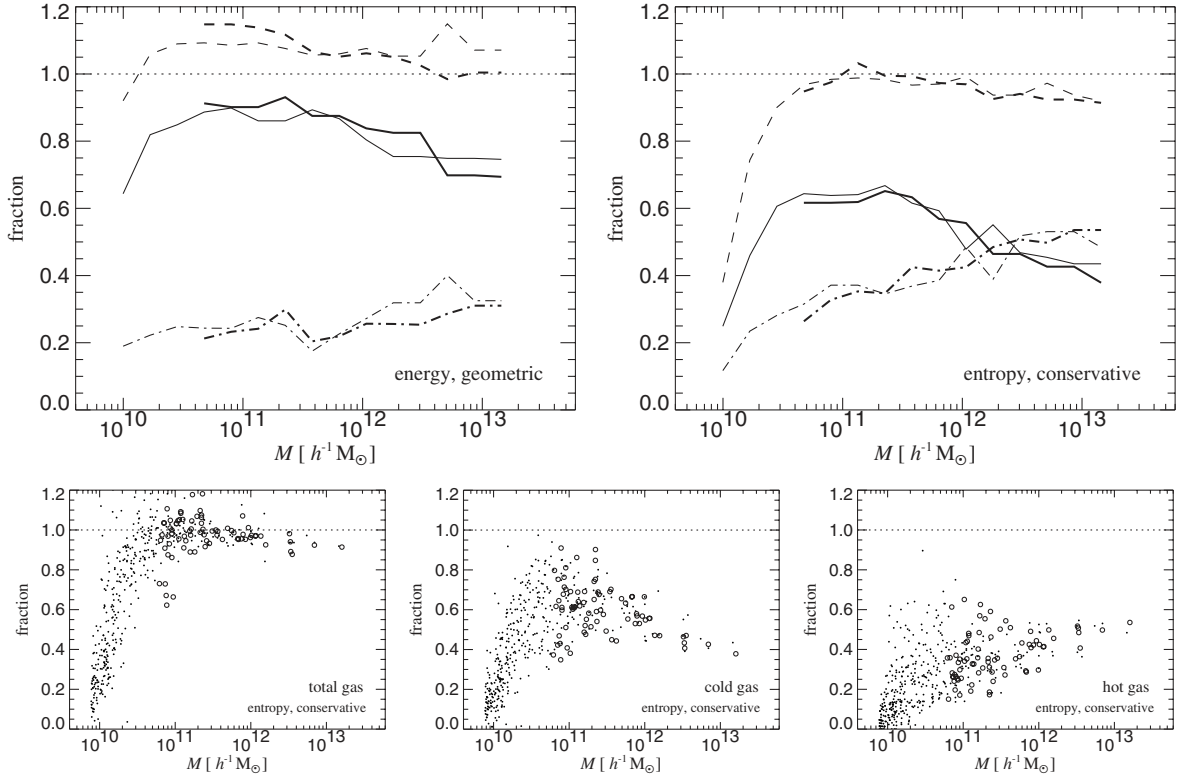 1.2
1.0
0.8
0.6
0.4
0.2
0.0
fraction
energy, geometric
10^10 10^11 10^12 10^13
M [ h^-1 M_⊙]
1.2
1.0
0.8
0.6
0.4
0.2
0.0
fraction
entropy, conservative
10^10 10^11 10^12 10^13
M [ h^-1 M_⊙]
1.2
1.0
0.8
0.6
0.4
0.2
0.0
fraction
total gas
entropy, conservative
10^10 10^11 10^12 10^13
M [ h^-1 M_⊙]
1.2
1.0
0.8
0.6
0.4
0.2
0.0
fraction
cold gas
entropy, conservative
10^10 10^11 10^12 10^13
M [ h^-1 M_⊙]
1.2
1.0
0.8
0.6
0.4
0.2
0.0
fraction
hot gas
entropy, conservative
10^10 10^11 10^12 10^13
M [ h^-1 M_⊙]